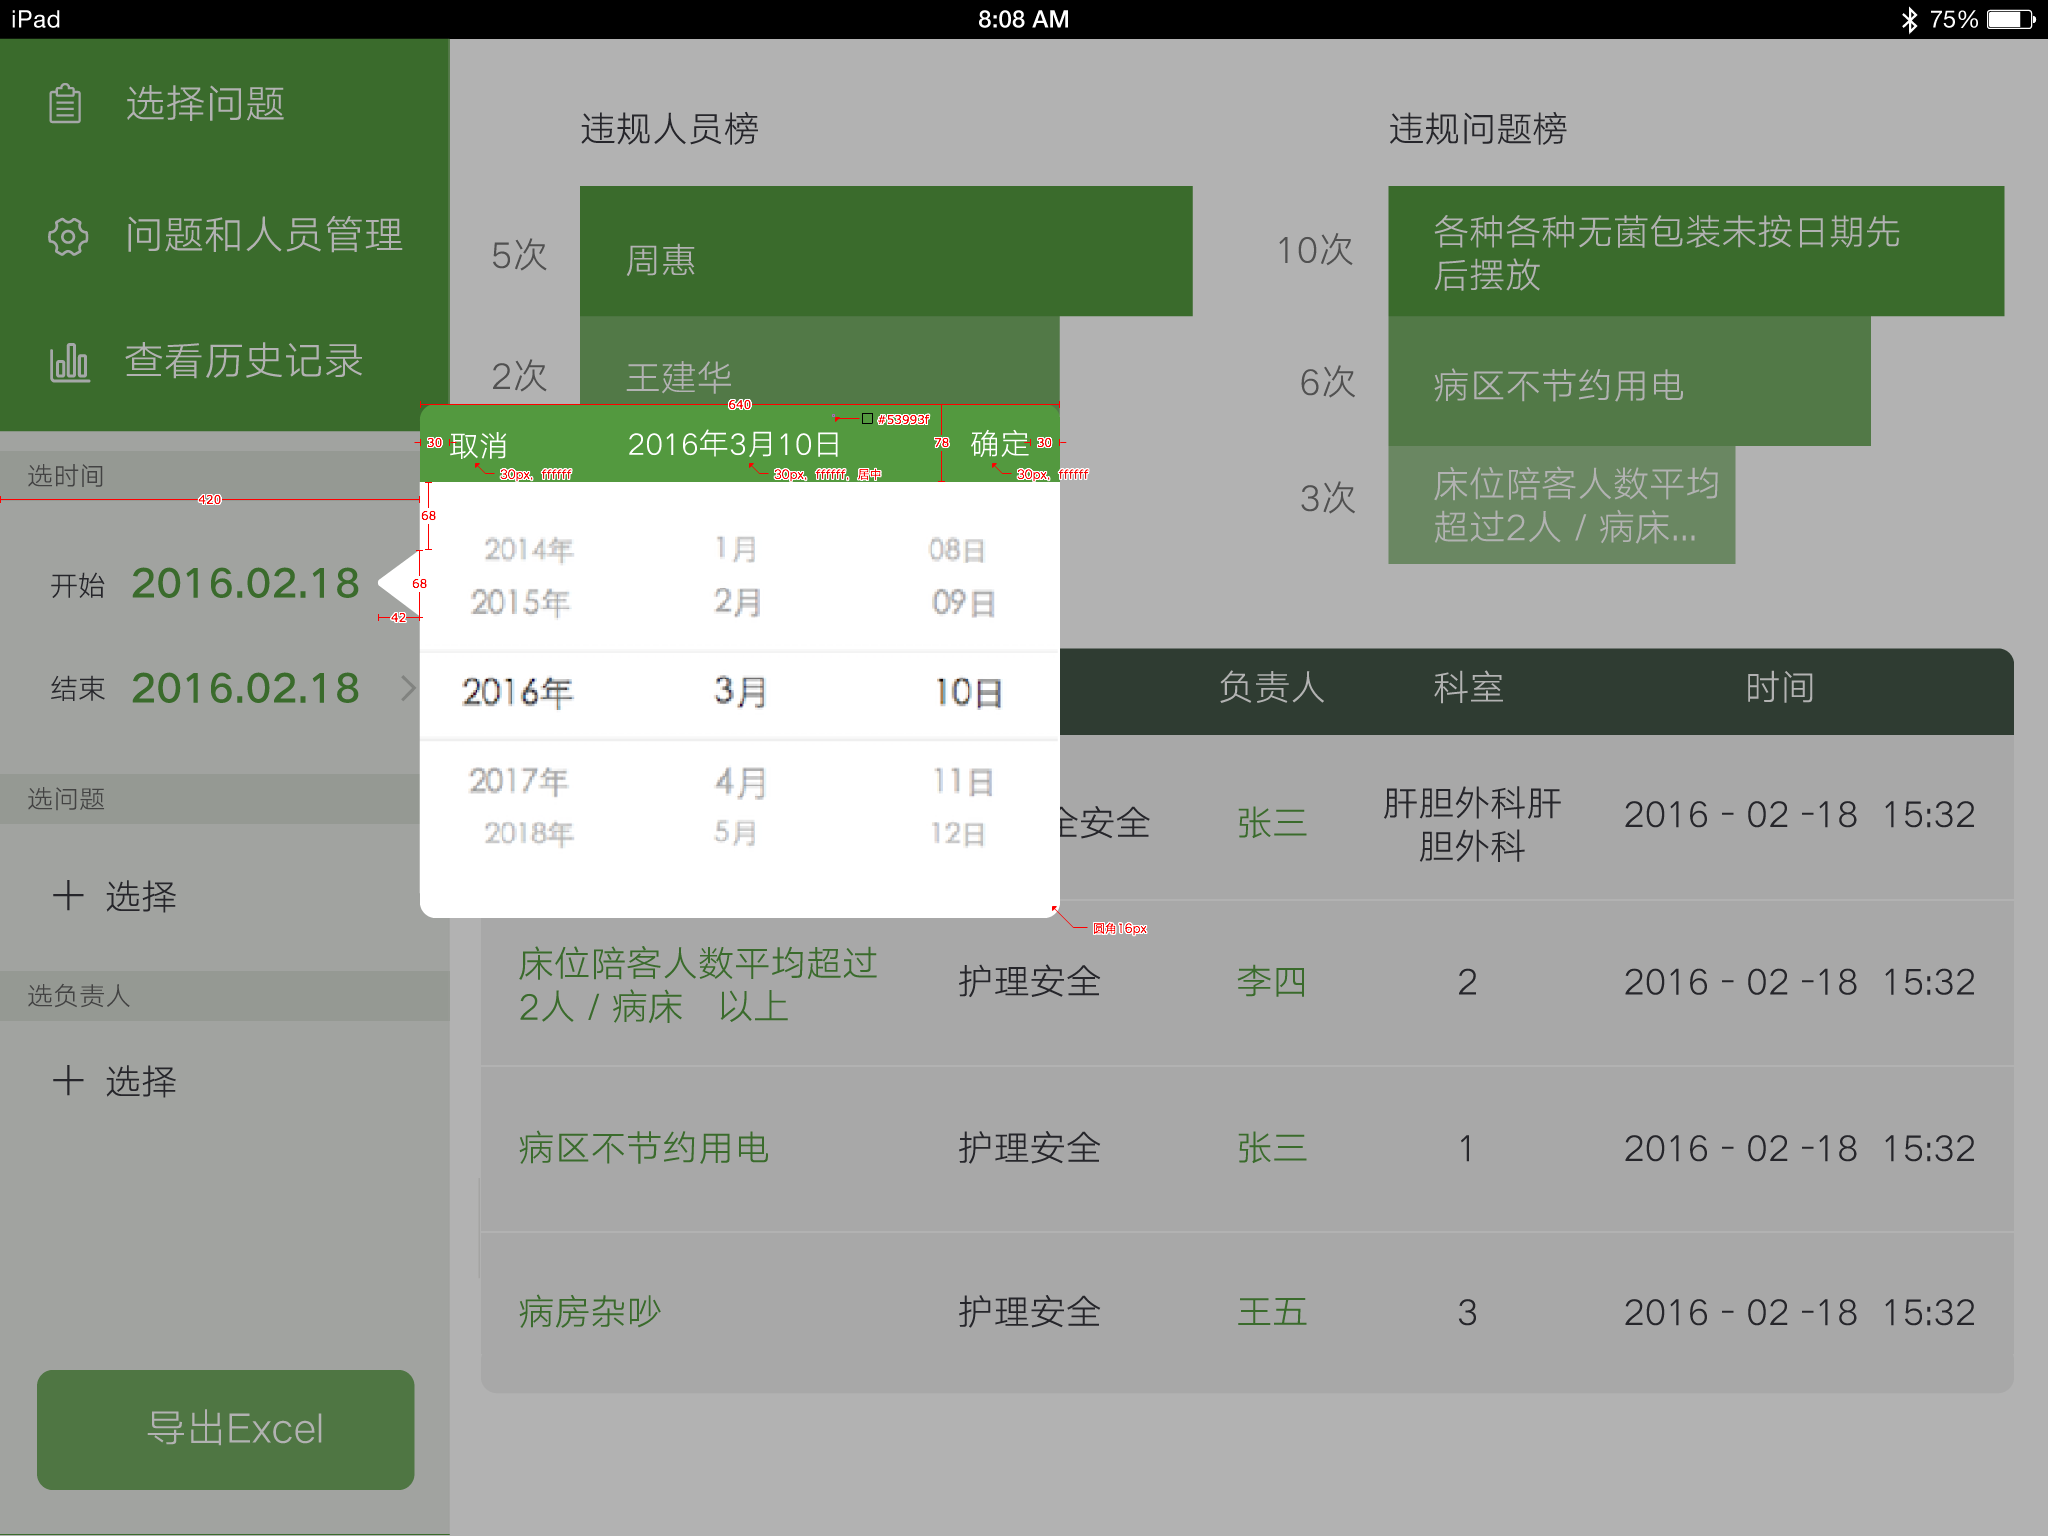 iPad
8:08 AM
75%
选择问题
问题和人员管理
查看历史记录
选时间
420
开始 2016.02.18
结束 2016.02.18
选问题
选择
选负责人
选择
导出Excel
违规人员榜
5次 周惠
2次 王建华
违规问题榜
10次 各种各种无菌包装未按日期先
后摆放
6次 病区不节约用电
3次 床位陪客人数平均
超过2人 / 病床...
640
#53993f
30 取消 2016年3月10日 78 确定 30
30px, ffffff 30px, ffffff, 居中 30px, ffffff
68
68
42
2014年 1月 08日
2015年 2月 09日
2016年 3月 10日
2017年 4月 11日
2018年 5月 12日
圆角16px
负责人 科室 时间
全安全 张三 肝胆外科肝
胆外科 2016 - 02 -18 15:32
床位陪客人数平均超过
2人 / 病床 以上 护理安全 李四 2 2016 - 02 -18 15:32
病区不节约用电 护理安全 张三 1 2016 - 02 -18 15:32
病房杂吵 护理安全 王五 3 2016 - 02 -18 15:32